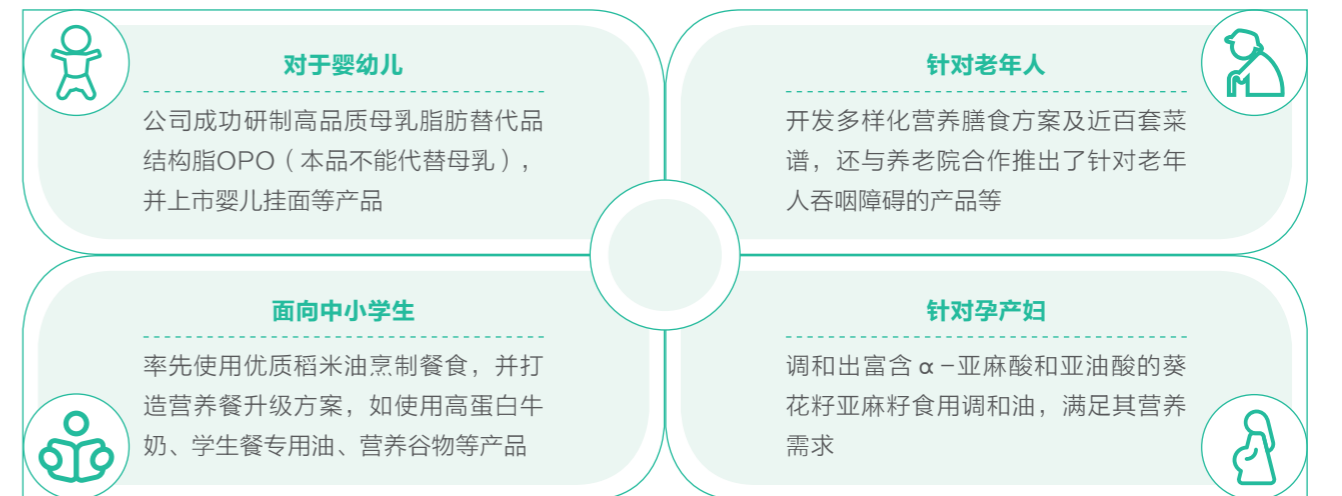 对于婴幼儿
公司成功研制高品质母乳脂肪替代品
结构脂OPO（本品不能代替母乳），
并上市婴儿挂面等产品
针对老年人
开发多样化营养膳食方案及近百套菜
谱，还与养老院合作推出了针对老年
人吞咽障碍的产品等
面向中小学生
率先使用优质稻米油烹制餐食，并打
造营养餐升级方案，如使用高蛋白牛
奶、学生餐专用油、营养谷物等产品
针对孕产妇
调和出富含α-亚麻酸和亚油酸的葵
花籽亚麻籽食用调和油，满足其营养
需求